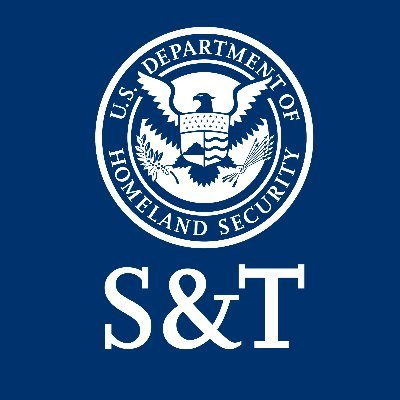 U.S. DEPARTMENT OF
HOMELAND SECURITY
S&T